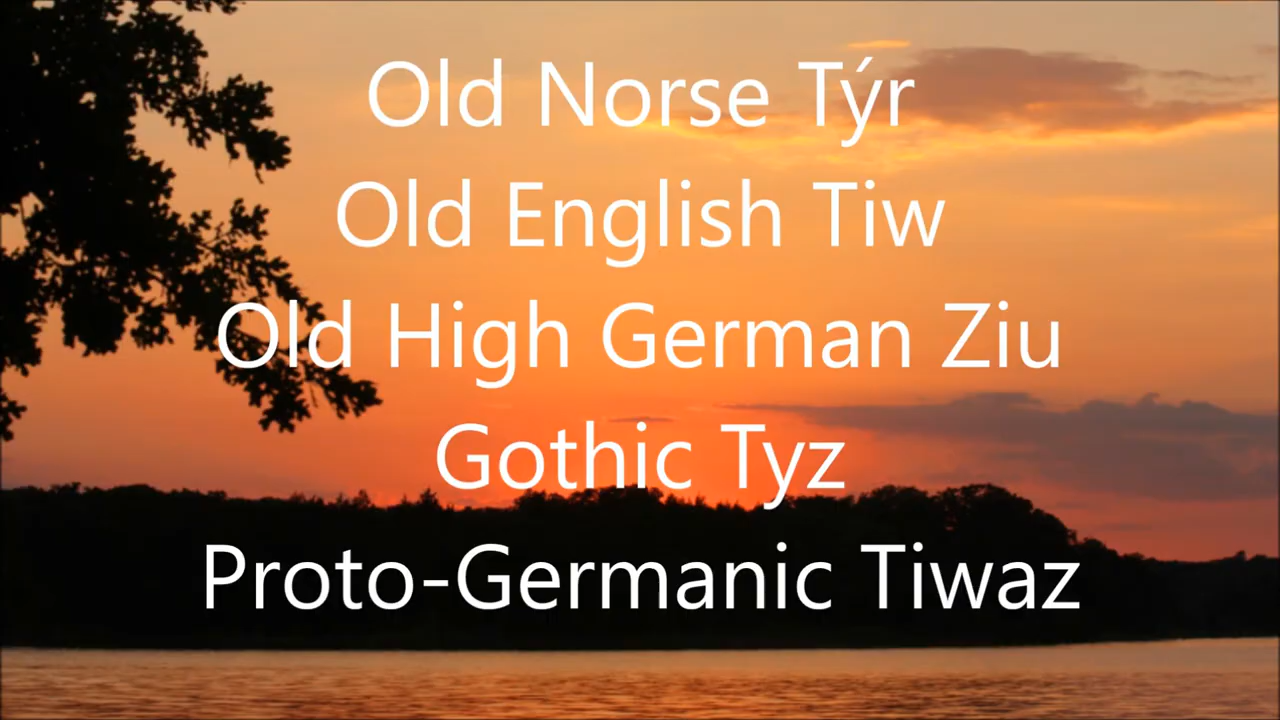 Old Norse Týr
Old English Tiw
Old High German Ziu
Gothic Tyz
Proto-Germanic Tiwaz